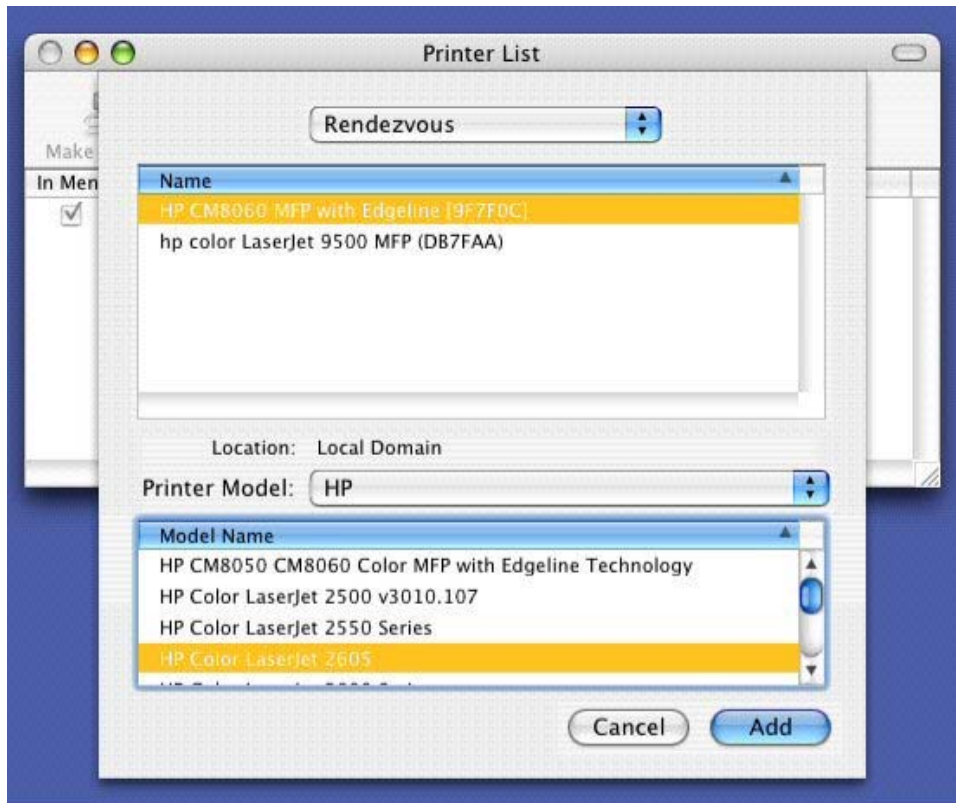 Printer List
Rendezvous
Make
In Men
Name
HP CM8060 MFP with Edgeline [9F7F0C]
hp color LaserJet 9500 MFP (DB7FAA)
Location: Local Domain
Printer Model: HP
Model Name
HP CM8050 CM8060 Color MFP with Edgeline Technology
HP Color LaserJet 2500 v3010.107
HP Color LaserJet 2550 Series
HP Color LaserJet 2605
Cancel Add